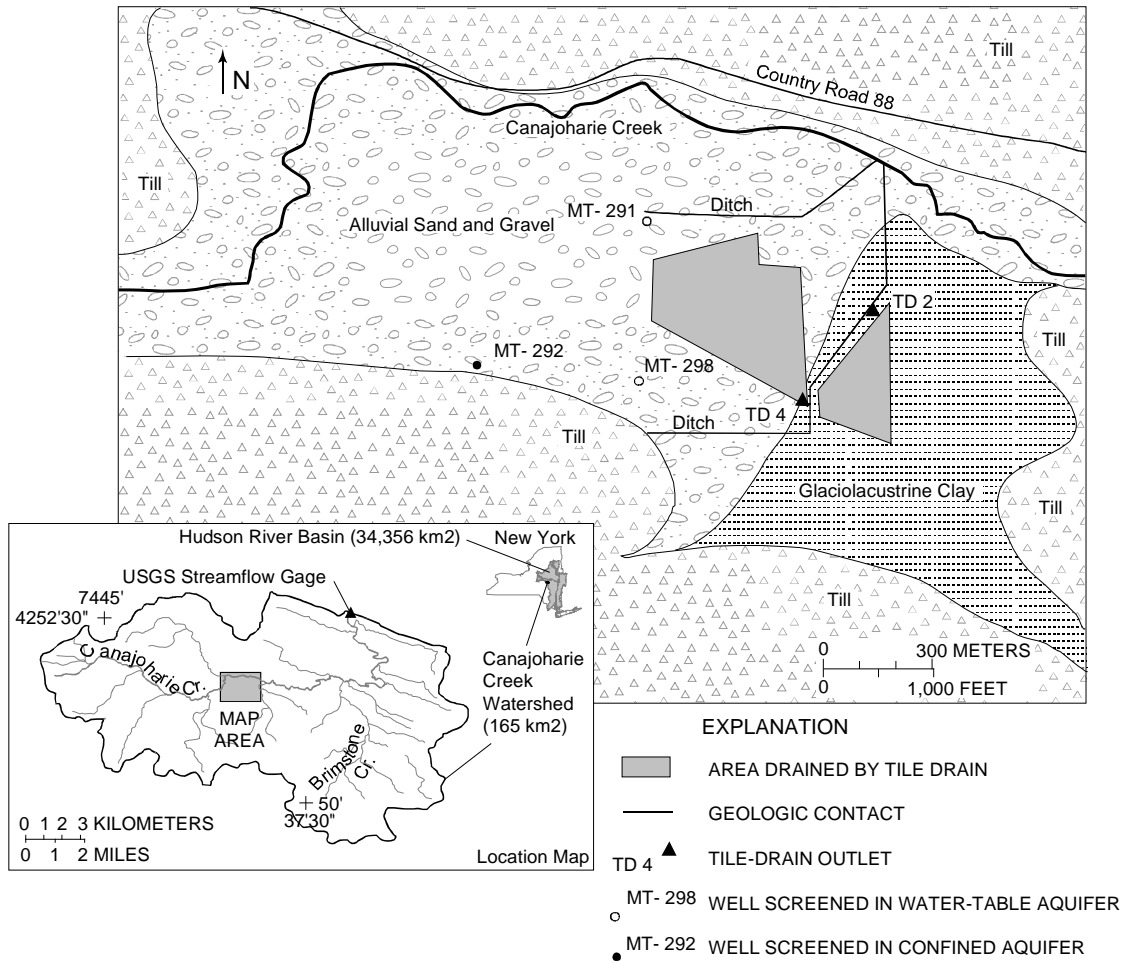 Till
N
Country Road 88
Canajoharie Creek
Till
Ditch
MT- 291
Alluvial Sand and Gravel
TD 2
MT- 292
MT- 298
Till
TD 4
Till
Ditch
Glaciolacustrine Clay
Till
Till
0 300 METERS
0 1,000 FEET
Hudson River Basin (34,356 km2)
New York
USGS Streamflow Gage
7445'
4252'30"
Canajoharie Cr.
Canajoharie
Creek
Watershed
(165 km2)
MAP
AREA
Brimstone
Cr.
50'
37'30"
0 1 2 3 KILOMETERS
0 1 2 MILES
Location Map
EXPLANATION
AREA DRAINED BY TILE DRAIN
GEOLOGIC CONTACT
TD 4 TILE-DRAIN OUTLET
MT- 298 WELL SCREENED IN WATER-TABLE AQUIFER
MT- 292 WELL SCREENED IN CONFINED AQUIFER